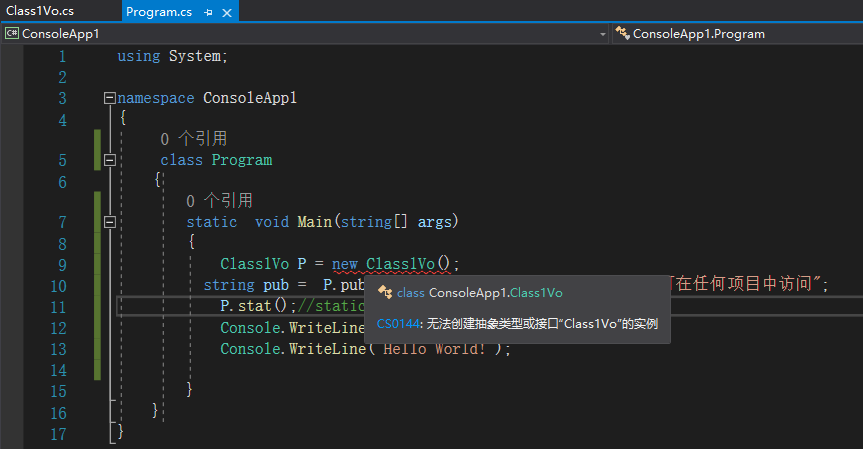 Class1Vo.cs Program.cs
ConsoleApp1 ConsoleApp1.Program
1 using System;
2
3 namespace ConsoleApp1
4 {
0 个引用
5 class Program
6 {
0 个引用
7 static void Main(string[] args)
8 {
9 Class1Vo P = new Class1Vo();
10 string pub = P.pub 在任何项目中访问";
class ConsoleApp1.Class1Vo
11 P.stat();//static
CS0144: 无法创建抽象类型或接口“Class1Vo”的实例
12 Console.WriteLine
13 Console.WriteLine("Hello World!");
14
15 }
16 }
17 }